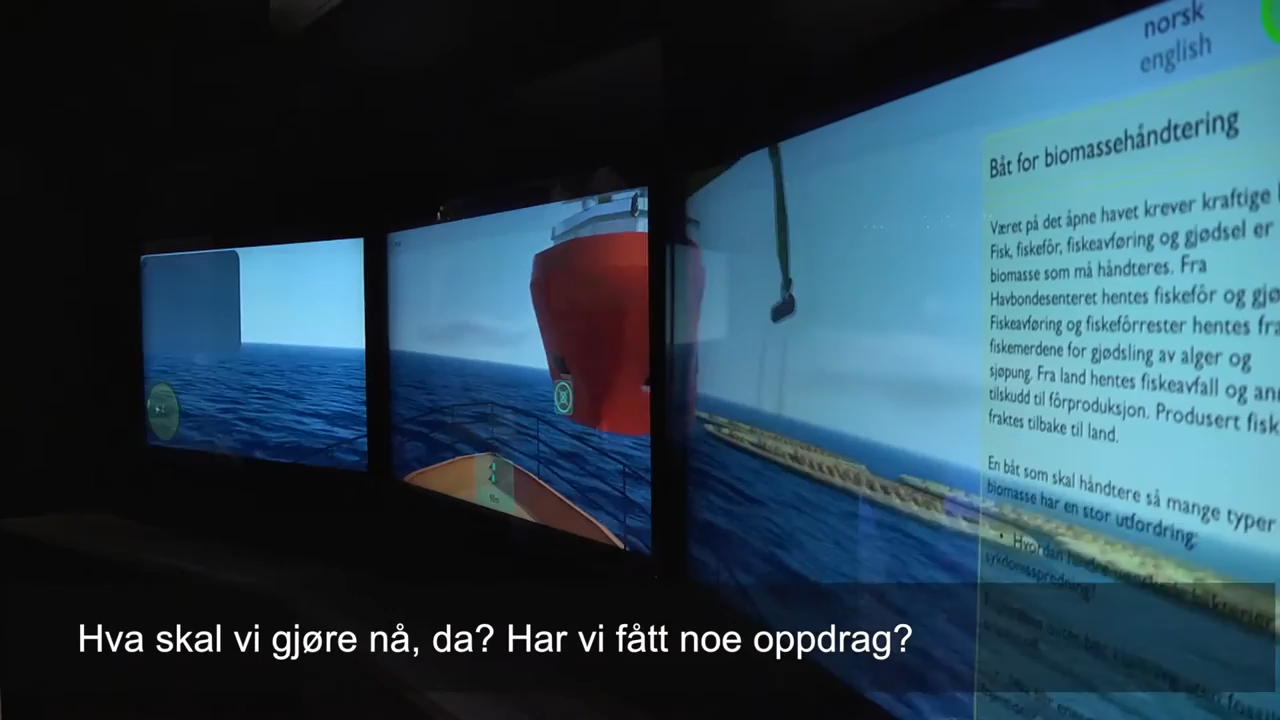 norsk
english
Båt for biomassehåndtering
Været på det åpne havet krever kraftige
Fisk, fiskefôr, fiskeavføring og gjødsel er
biomasse som må håndteres. Fra
Havbondesenteret hentes fiskefôr og gjø
Fiskeavføring og fiskefôrrester hentes fra
fiskemerdene for gjødsling av alger og
sjøpung. Fra land hentes fiskeavfall og an
tilskudd til fôrproduksjon. Produsert fisk
fraktes tilbake til land.
En båt som skal håndtere så mange typer
biomasse har en stor utfordring:
• Hvordan
sykdomsspredning?
Hva skal vi gjøre nå, da? Har vi fått noe oppdrag?